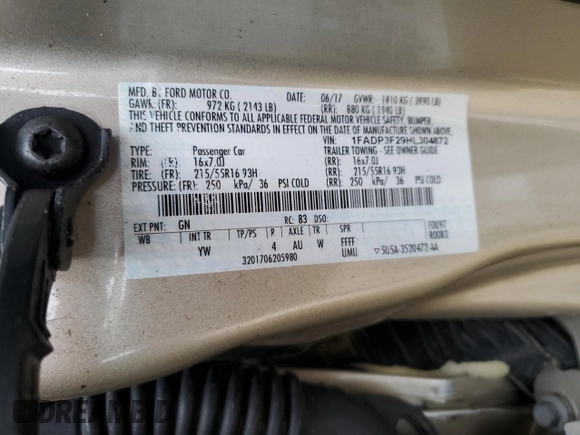 MFD. BY FORD MOTOR CO. DATE: 06/17 GVWR: 1810 KG ( 3990 LB)
GAWR: (FR): 972 KG ( 2143 LB) (RR): 880 KG ( 1940 LB)
THIS VEHICLE CONFORMS TO ALL APPLICABLE FEDERAL MOTOR VEHICLE SAFETY, BUMPER,
AND THEFT PREVENTION STANDARDS IN EFFECT ON THE DATE OF MANUFACTURE SHOWN ABOVE.
VIN: 1FADP3F29HL304872
TYPE: Passenger Car TRAILER TOWING - SEE OWNER GUIDE
RIM: (FR) 16x7.0J (RR): 16x7.0J
TIRE: (FR): 215/55R16 93H (RR): 215/55R16 93H
PRESSURE: (FR) 250 kPa/ 36 PSI COLD (RR) 250 kPa/ 36 PSI COLD
EXT PNT: GN RC: 83 DSO: F0097
WB INT TR TP/PS R AXLE TR SPR R0083
YW 4 AU W FFFF
3201706205980 UMU 5U5A-3520472-AA
DREAMBID